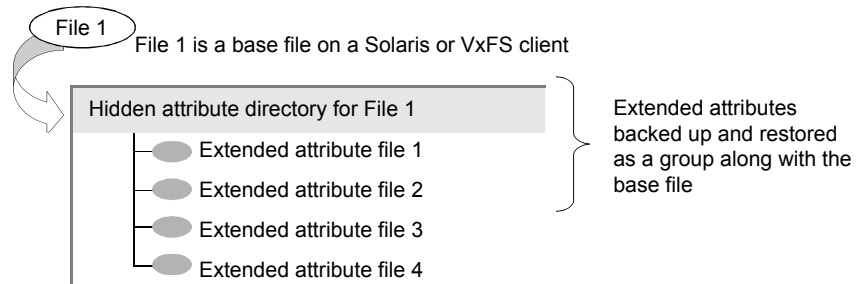 File 1
File 1 is a base file on a Solaris or VxFS client
Hidden attribute directory for File 1
Extended attribute file 1
Extended attribute file 2
Extended attribute file 3
Extended attribute file 4
Extended attributes
backed up and restored
as a group along with the
base file